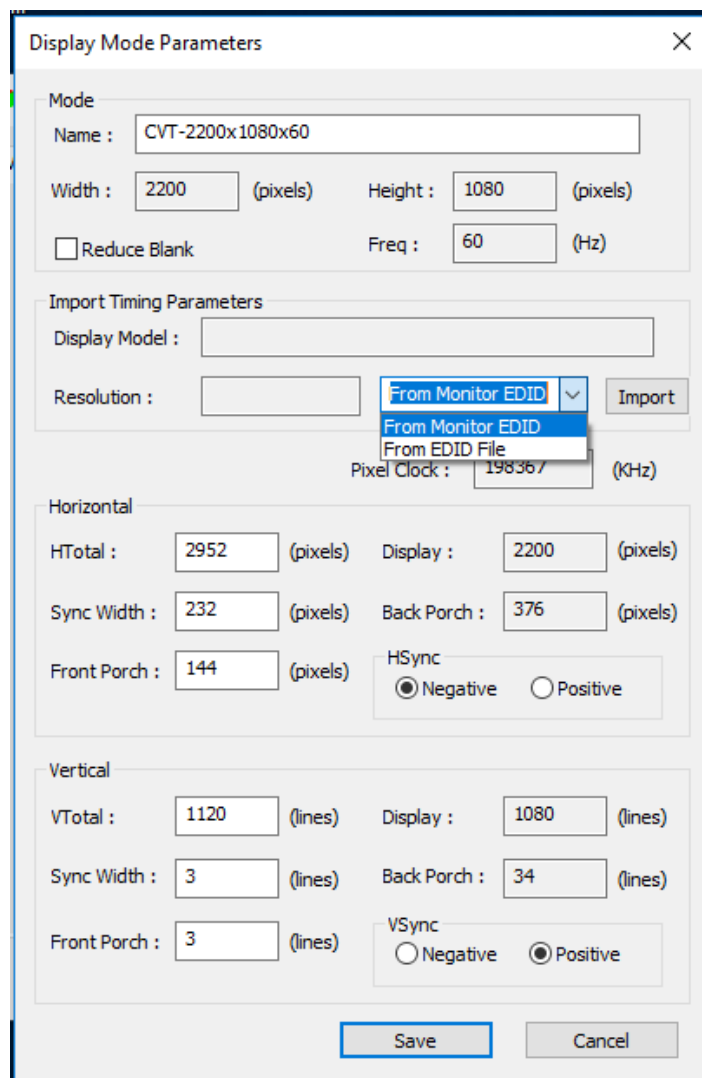 Display Mode Parameters
Mode
Name : CVT-2200x1080x60
Width : 2200 (pixels) Height : 1080 (pixels)
Reduce Blank Freq : 60 (Hz)
Import Timing Parameters
Display Model :
Resolution : From Monitor EDID Import
From Monitor EDID
From EDID File
Pixel Clock : 198367 (KHz)
Horizontal
HTotal : 2952 (pixels) Display : 2200 (pixels)
Sync Width : 232 (pixels) Back Porch : 376 (pixels)
Front Porch : 144 (pixels) HSync
Negative Positive
Vertical
VTotal : 1120 (lines) Display : 1080 (lines)
Sync Width : 3 (lines) Back Porch : 34 (lines)
Front Porch : 3 (lines) VSync
Negative Positive
Save Cancel